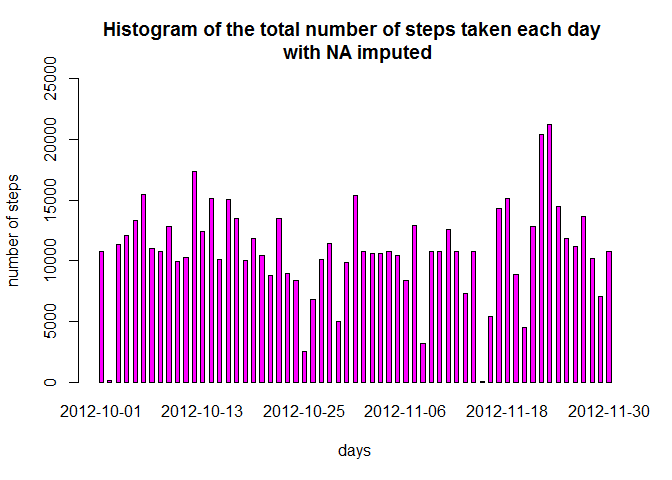 Histogram of the total number of steps taken each day
with NA imputed
25000
20000
15000
10000
5000
0
number of steps
2012-10-01 2012-10-13 2012-10-25 2012-11-06 2012-11-18 2012-11-30
days